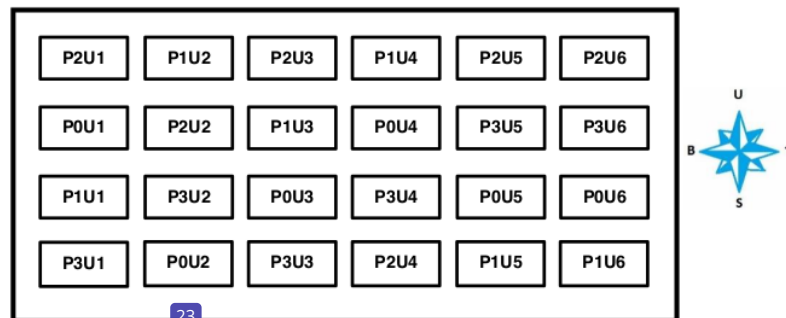 P2U1 P1U2 P2U3 P1U4 P2U5 P2U6
P0U1 P2U2 P1U3 P0U4 P3U5 P3U6
P1U1 P3U2 P0U3 P3U4 P0U5 P0U6
P3U1 P0U2 P3U3 P2U4 P1U5 P1U6
23
U
B
S